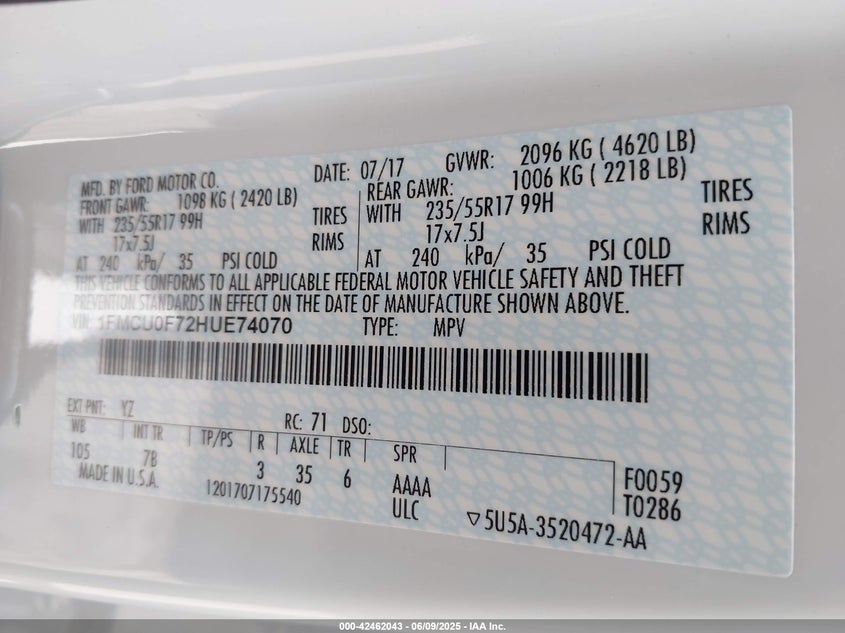 MFD. BY FORD MOTOR CO. DATE: 07/17 GVWR: 2096 KG ( 4620 LB)
FRONT GAWR: 1098 KG ( 2420 LB) REAR GAWR: 1006 KG ( 2218 LB)
WITH 235/55R17 99H TIRES WITH 235/55R17 99H TIRES
17x7.5J RIMS 17x7.5J RIMS
AT 240 kPa/ 35 PSI COLD AT 240 kPa/ 35 PSI COLD
THIS VEHICLE CONFORMS TO ALL APPLICABLE FEDERAL MOTOR VEHICLE SAFETY AND THEFT
PREVENTION STANDARDS IN EFFECT ON THE DATE OF MANUFACTURE SHOWN ABOVE.
VIN: 1FMCU0F72HUE74070 TYPE: MPV
EXT PNT: YZ RC: 71 DSO:
WB INT TR TP/PS R AXLE TR SPR
105 7B 3 35 6 AAAA F0059
MADE IN U.S.A. 1201707175540 ULC T0286
▽5U5A-3520472-AA
000-42462043 - 06/09/2025 - IAA Inc.